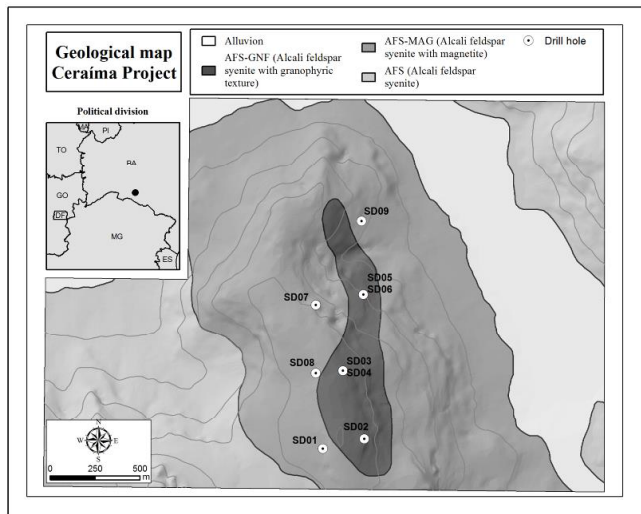 Geological map
Ceraíma Project
Alluvion
AFS-GNF (Alcali feldspar
syenite with granophyric
texture)
AFS-MAG (Alcali feldspar
syenite with magnetite)
AFS (Alcali feldspar
syenite)
Drill hole
Political division
MA
PI
TO
BA
GO
DF
MG
ES
SD09
SD05
SD06
SD07
SD03
SD04
SD08
SD02
SD01
N
W
E
S
0 250 500
m